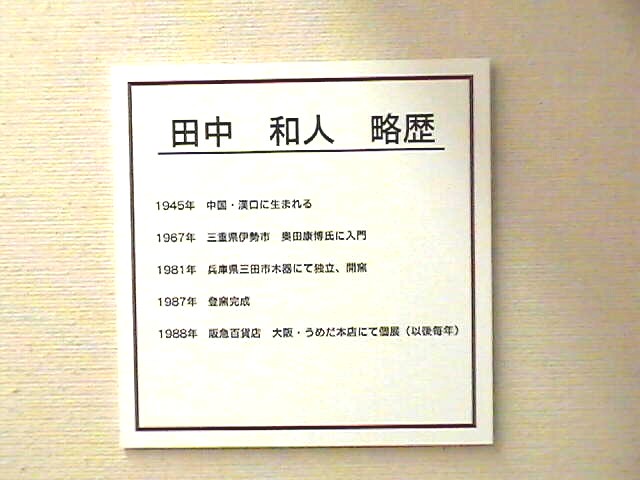 田中　和人　略歴
1945年　中国・漢口に生まれる
1967年　三重県伊勢市　奥田康博氏に入門
1981年　兵庫県三田市木器にて独立、開窯
1987年　登窯完成
1988年　阪急百貨店　大阪・うめだ本店にて個展（以後毎年）